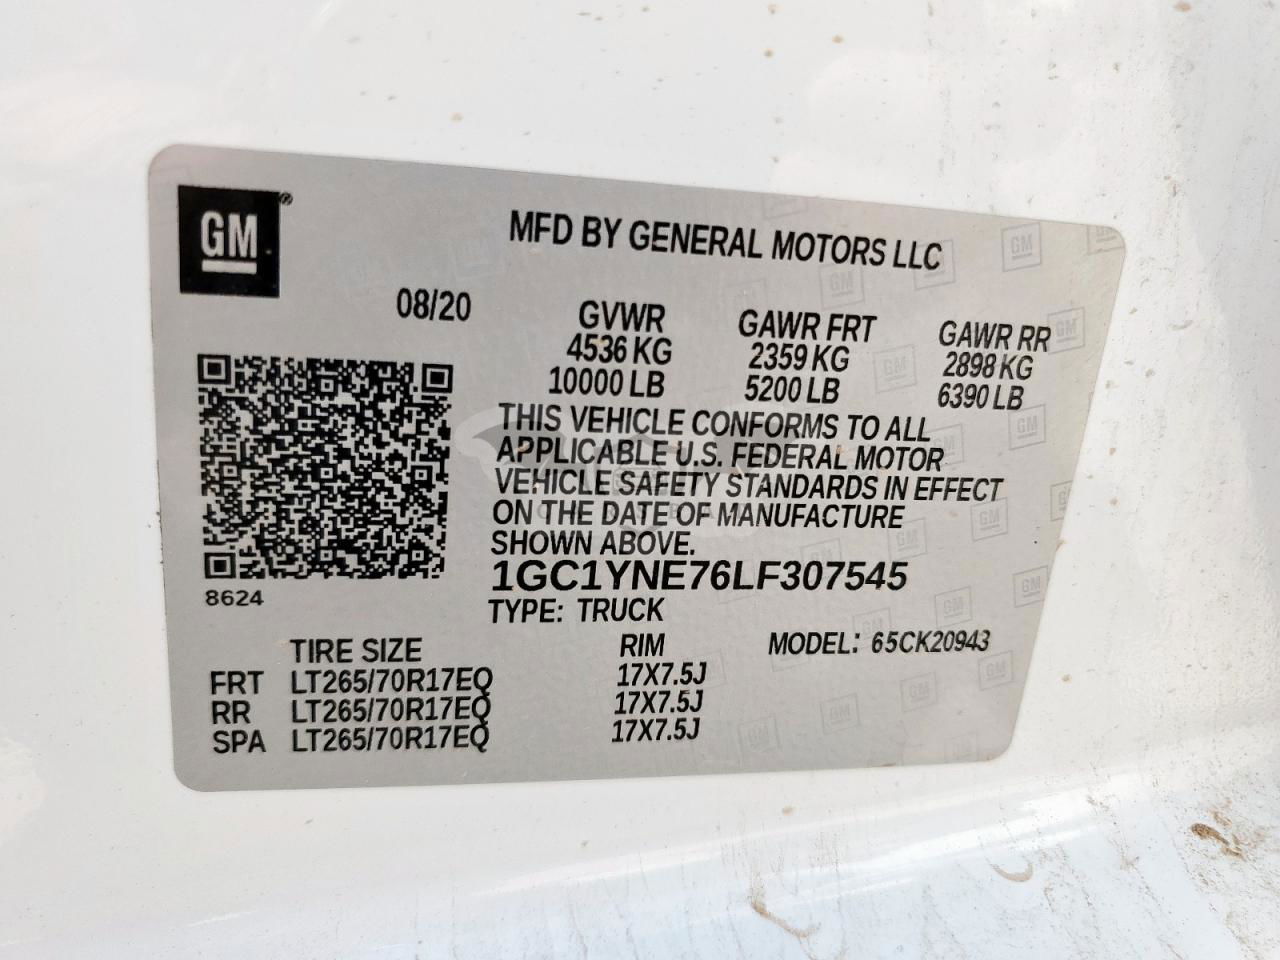 GM®
MFD BY GENERAL MOTORS LLC
08/20
GVWR GAWR FRT GAWR RR
4536 KG 2359 KG 2898 KG
10000 LB 5200 LB 6390 LB
THIS VEHICLE CONFORMS TO ALL
APPLICABLE U.S. FEDERAL MOTOR
VEHICLE SAFETY STANDARDS IN EFFECT
ON THE DATE OF MANUFACTURE
SHOWN ABOVE.
8624
1GC1YNE76LF307545
TYPE: TRUCK
TIRE SIZE RIM MODEL: 65CK20943
FRT LT265/70R17EQ 17X7.5J
RR LT265/70R17EQ 17X7.5J
SPA LT265/70R17EQ 17X7.5J